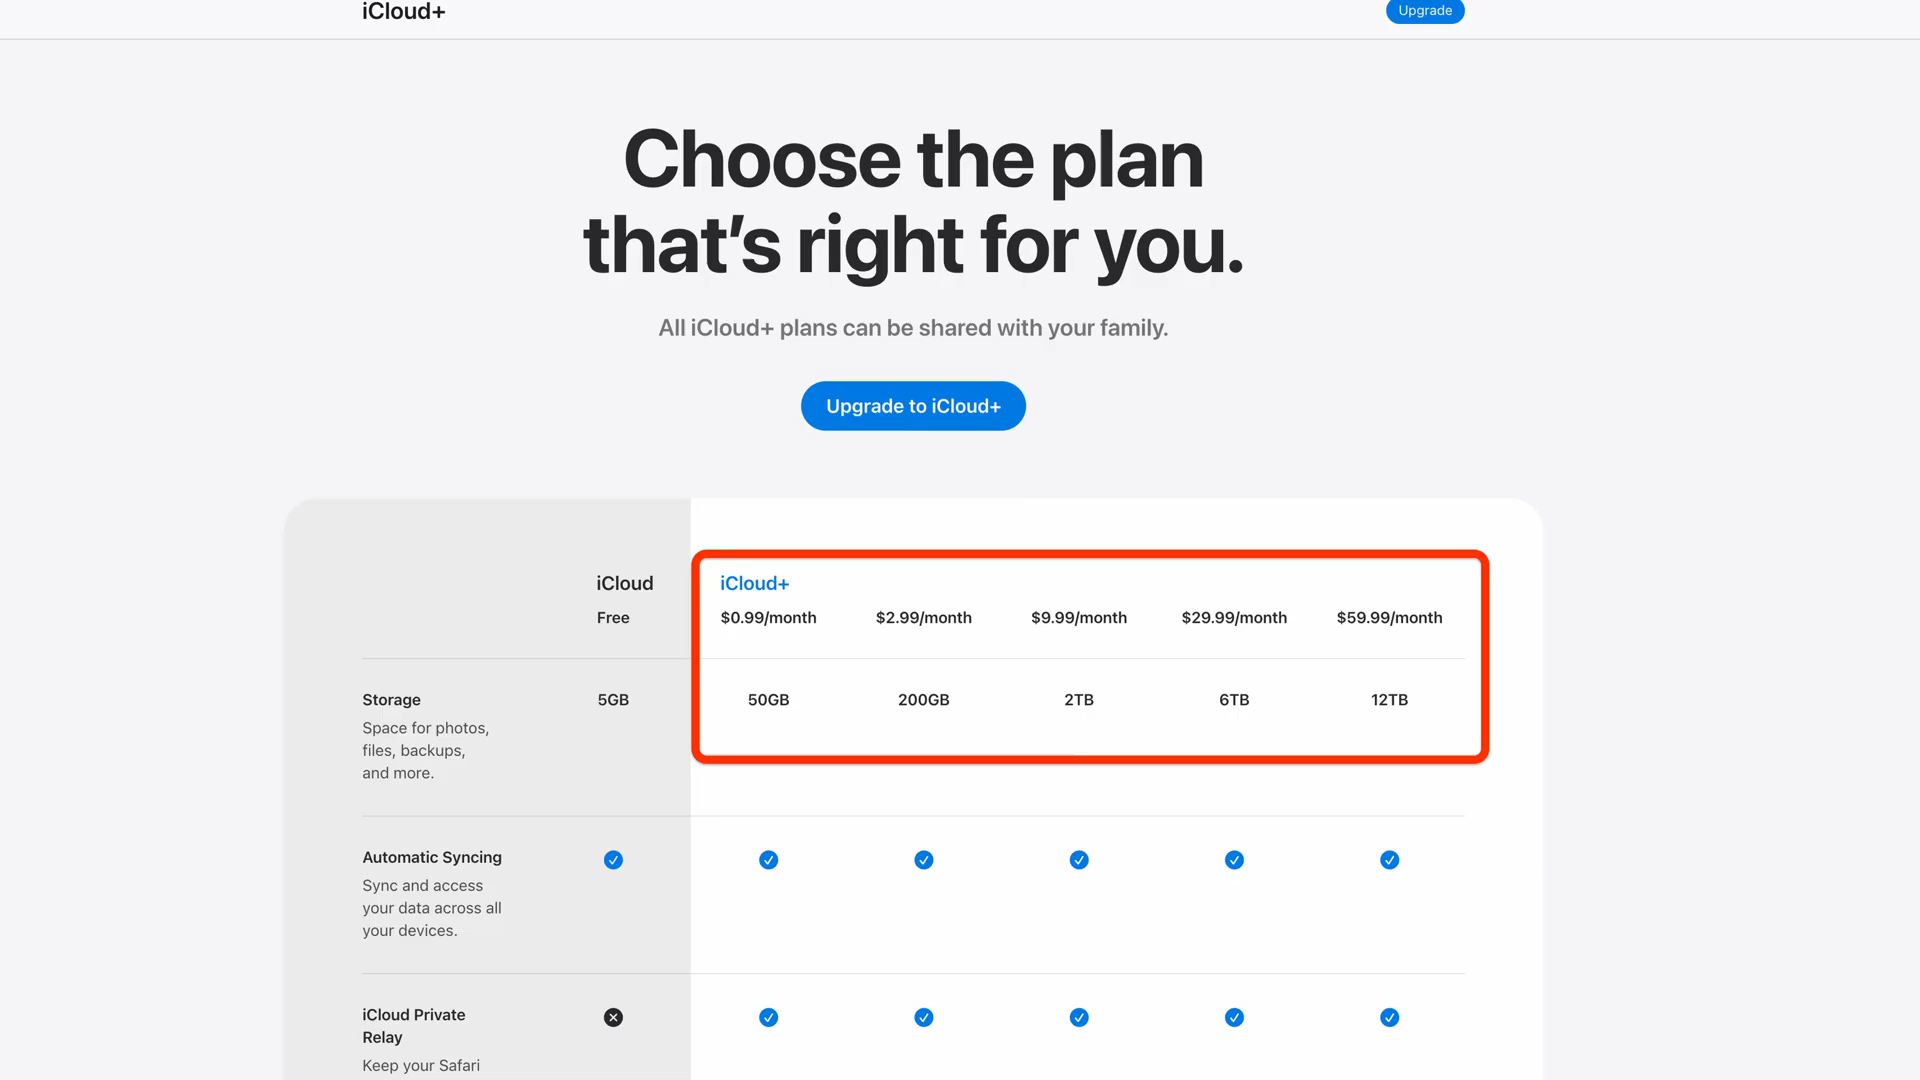 iCloud+
Upgrade
Choose the plan
that’s right for you.
All iCloud+ plans can be shared with your family.
Upgrade to iCloud+
iCloud
iCloud+
Free
$0.99/month
$2.99/month
$9.99/month
$29.99/month
$59.99/month
Storage
5GB
50GB
200GB
2TB
6TB
12TB
Space for photos,
files, backups,
and more.
Automatic Syncing
Sync and access
your data across all
your devices.
iCloud Private
Relay
Keep your Safari